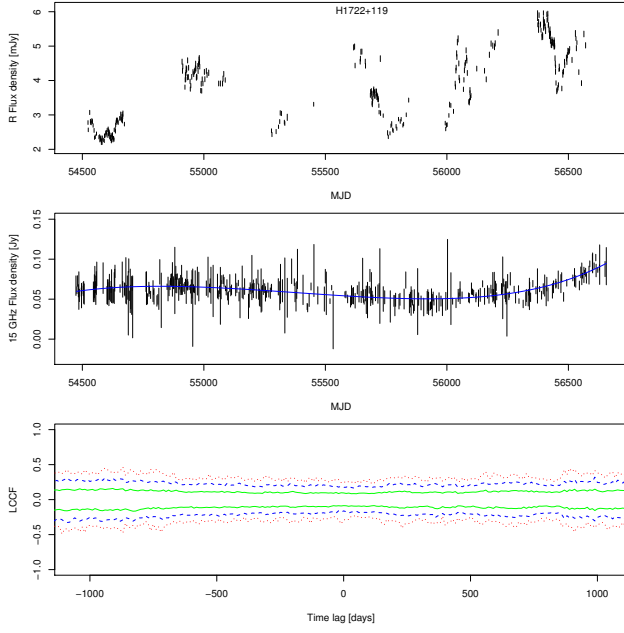 H1722+119
R Flux density [mJy]
6
5
4
3
2
54500 55000 55500 56000 56500
MJD
15 GHz Flux density [Jy]
0.15
0.10
0.05
0.00
54500 55000 55500 56000 56500
MJD
LCCF
1.0
0.5
0.0
-0.5
-1.0
-1000 -500 0 500 1000
Time lag [days]